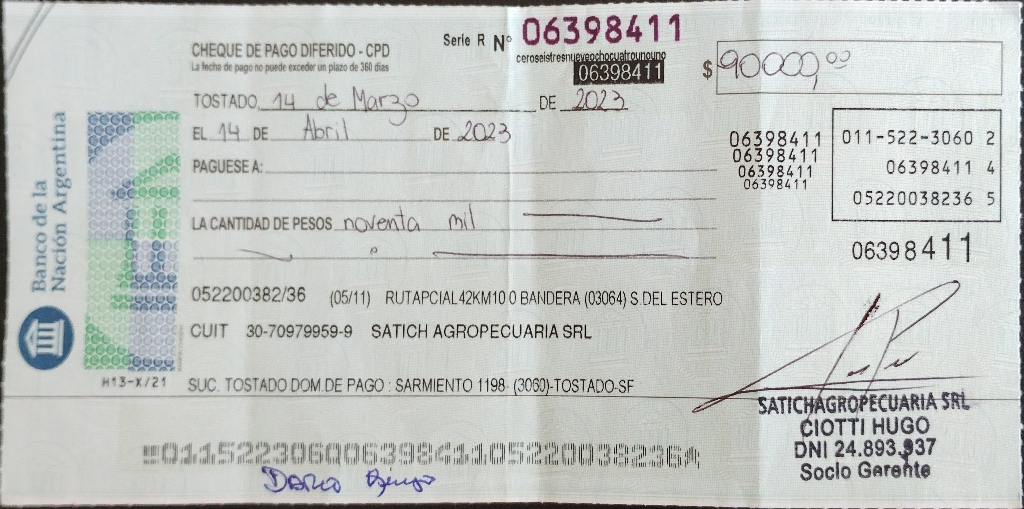 Serie R Nº 06398411
ceroseistresnueveochocuatrounouno
06398411
CHEQUE DE PAGO DIFERIDO - CPD
La fecha de pago no puede exceder un plazo de 360 días
$ 90000,00
TOSTADO, 14 de Marzo DE 2023
EL 14 DE Abril DE 2023
PAGUESE A:
LA CANTIDAD DE PESOS noventa mil
06398411
06398411
06398411
06398411
011-522-3060 2
06398411 4
05220038236 5
06398411
Banco de la
Nación Argentina
H13-X/21
052200382/36 (05/11) RUTAPCIAL42KM10 0 BANDERA (03064) S DEL ESTERO
CUIT 30-70979959-9 SATICH AGROPECUARIA SRL
SUC. TOSTADO DOM.DE PAGO : SARMIENTO 1198- (3060)-TOSTADO-SF
SATICHAGROPECUARIA SRL
CIOTTI HUGO
DNI 24.893.937
Socio Gerente
01152230600639841105220038236
Dario